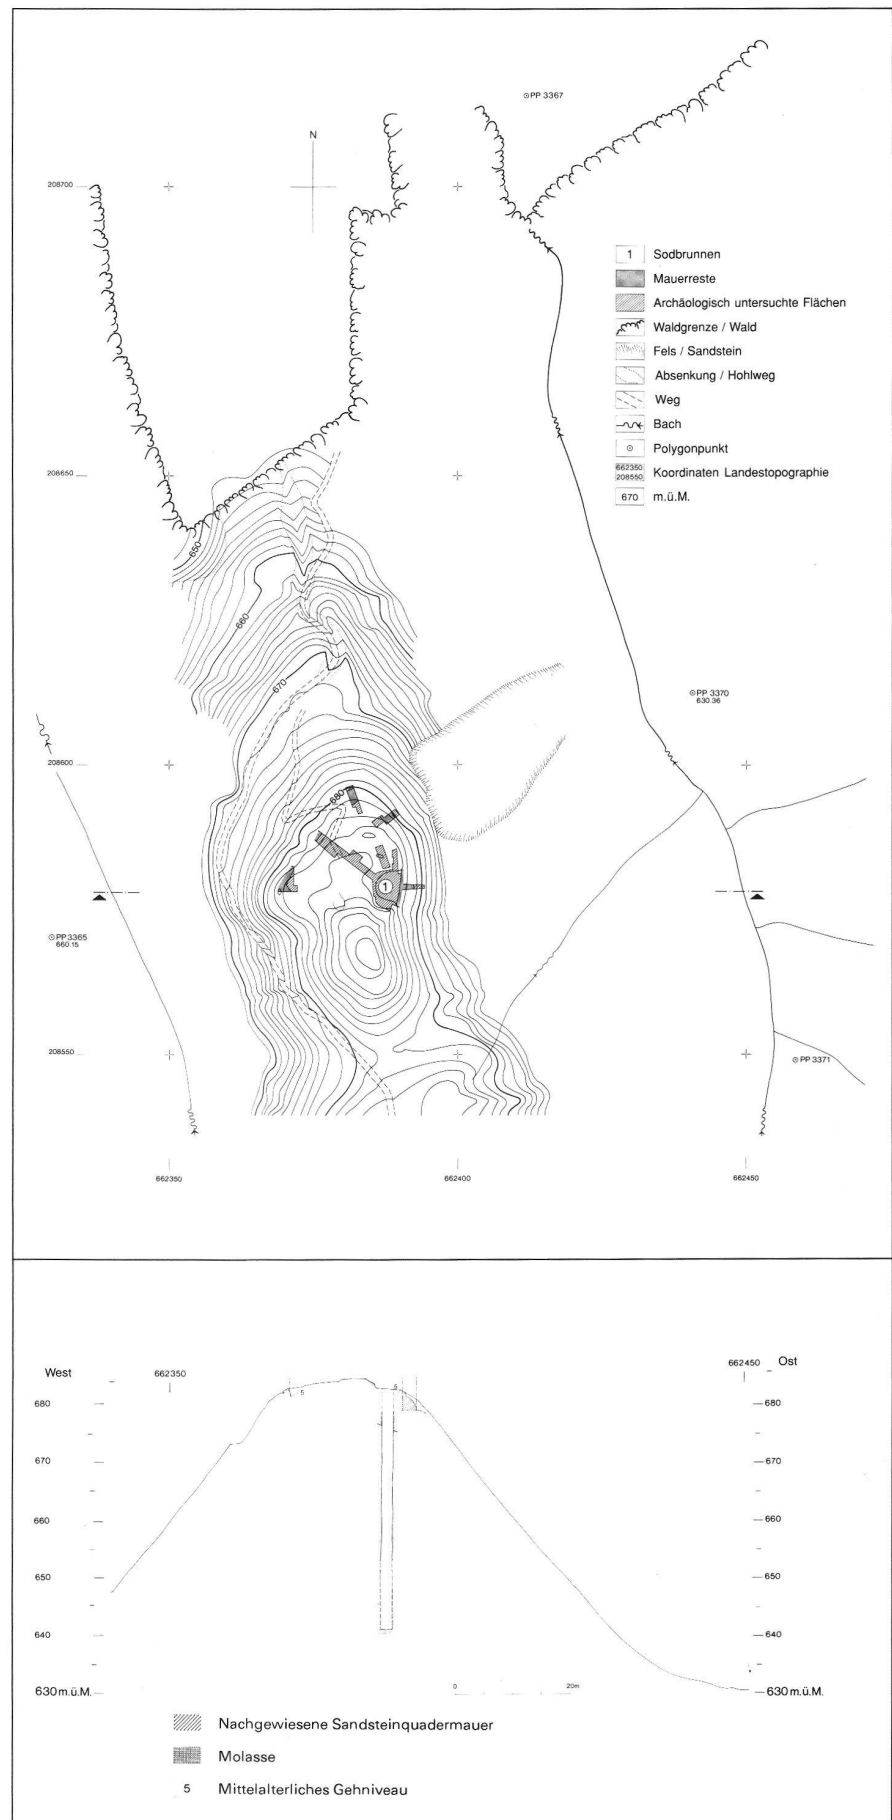 PP 3367
N
208700
1 Sodbrunnen
Mauerreste
Archäologisch untersuchte Flächen
Waldgrenze / Wald
Fels / Sandstein
Absenkung / Hohlweg
Weg
Bach
Polygonpunkt
662350
208550 Koordinaten Landestopographie
670 m.ü.M.
208650
650
660
670
PP 3370
630.36
208600
680
1
PP 3365
660.15
208550
PP 3371
662350 662400 662450
West 662350 662450 Ost
680 5 5 680
670 670
660 660
650 650
640 640
630 m.ü.M. 0 20m 630 m.ü.M.
Nachgewiesene Sandsteinquadermauer
Molasse
5 Mittelalterliches Gehniveau